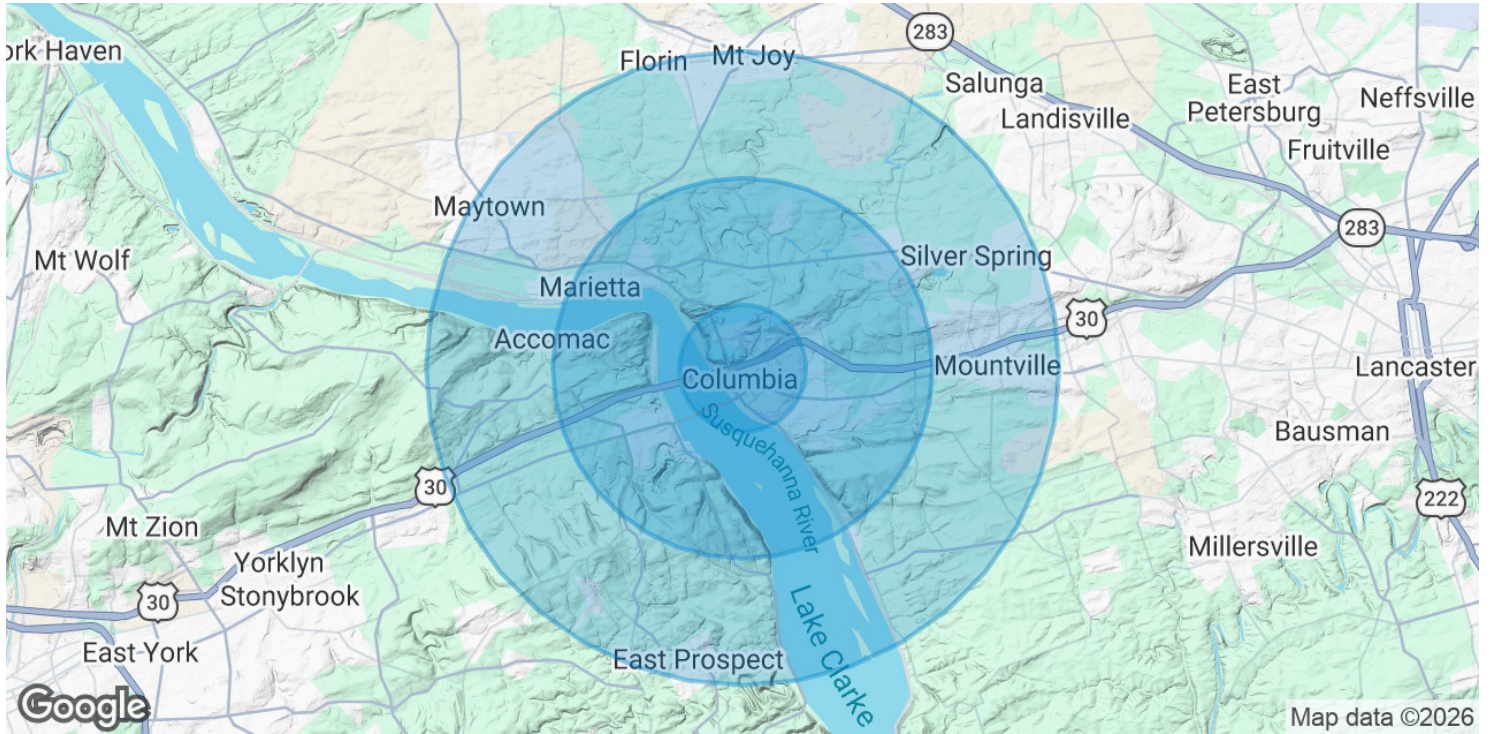 ork Haven
Florin
Mt Joy
283
Salunga
East
Petersburg
Neffsville
Landisville
Fruitville
Maytown
283
Mt Wolf
Silver Spring
Marietta
30
Accomac
Mountville
Lancaster
Columbia
Susquehanna River
Bausman
30
222
Mt Zion
Millersville
Yorklyn
Stonybrook
30
Lake Clarke
East York
East Prospect
Google
Map data ©2026